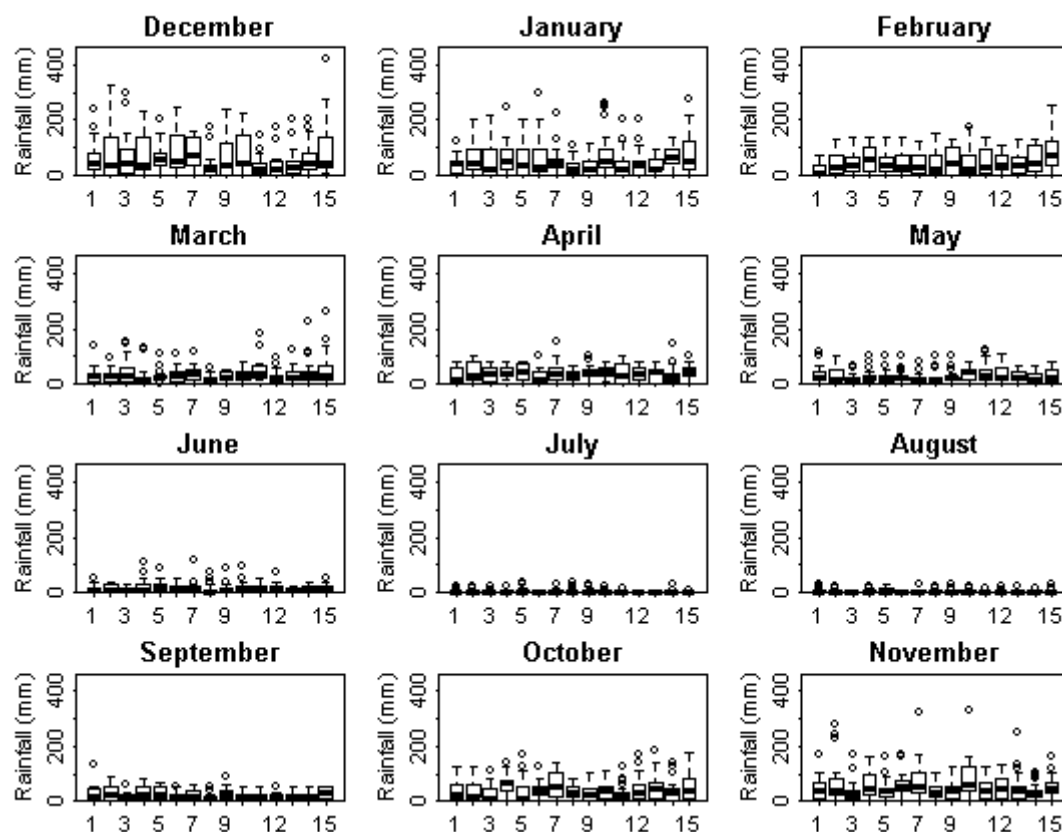 December January February
Rainfall (mm) 0 200 400 Rainfall (mm) 0 200 400 Rainfall (mm) 0 200 400
1 3 5 7 9 12 15 1 3 5 7 9 12 15 1 3 5 7 9 12 15
March April May
Rainfall (mm) 0 200 400 Rainfall (mm) 0 200 400 Rainfall (mm) 0 200 400
1 3 5 7 9 12 15 1 3 5 7 9 12 15 1 3 5 7 9 12 15
June July August
Rainfall (mm) 0 200 400 Rainfall (mm) 0 200 400 Rainfall (mm) 0 200 400
1 3 5 7 9 12 15 1 3 5 7 9 12 15 1 3 5 7 9 12 15
September October November
Rainfall (mm) 0 200 400 Rainfall (mm) 0 200 400 Rainfall (mm) 0 200 400
1 3 5 7 9 12 15 1 3 5 7 9 12 15 1 3 5 7 9 12 15